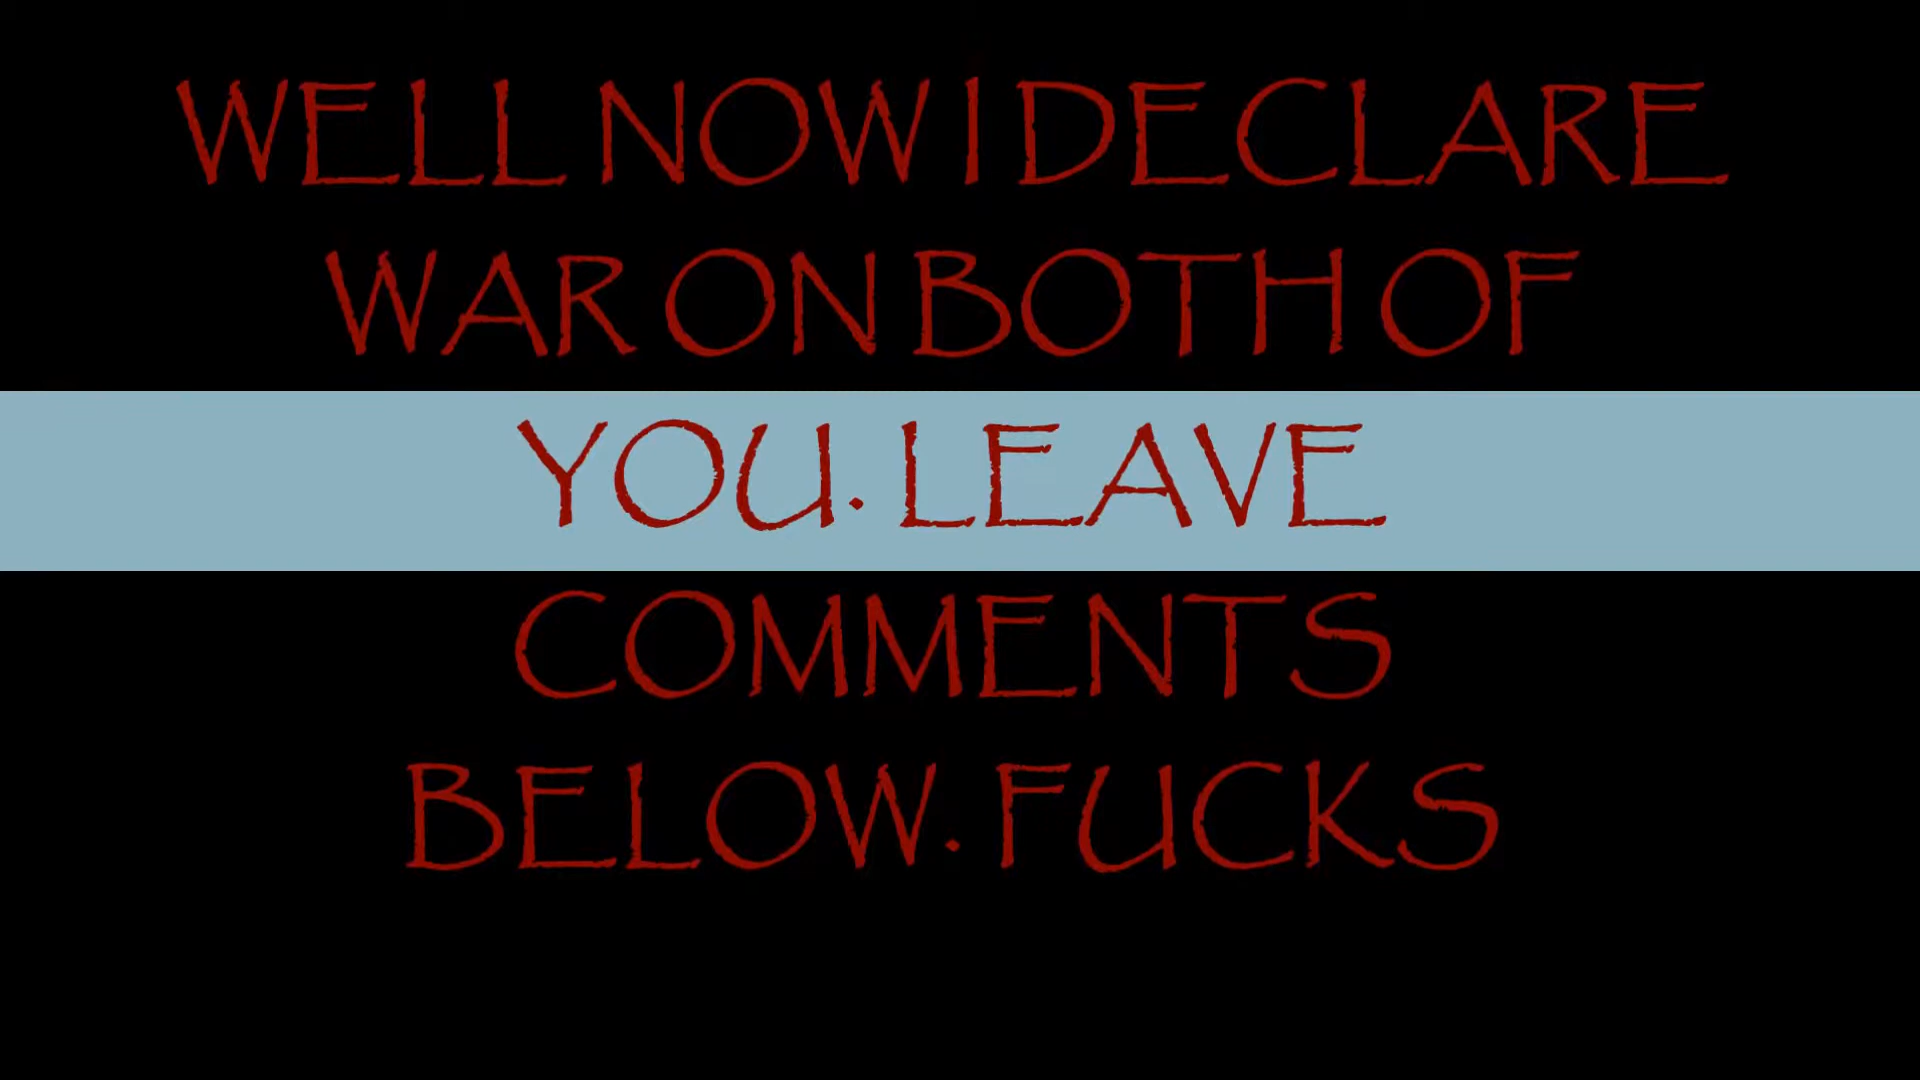 WELL NOW I DECLARE
WAR ON BOTH OF
YOU. LEAVE
COMMENTS
BELOW. FUCKS